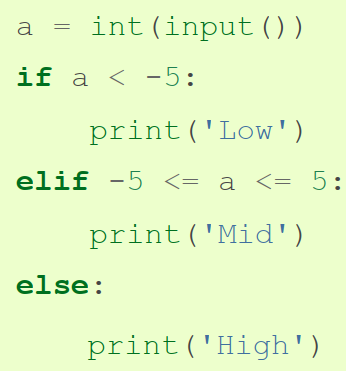 a = int(input())
if a < -5:
    print('Low')
elif -5 <= a <= 5:
    print('Mid')
else:
    print('High')